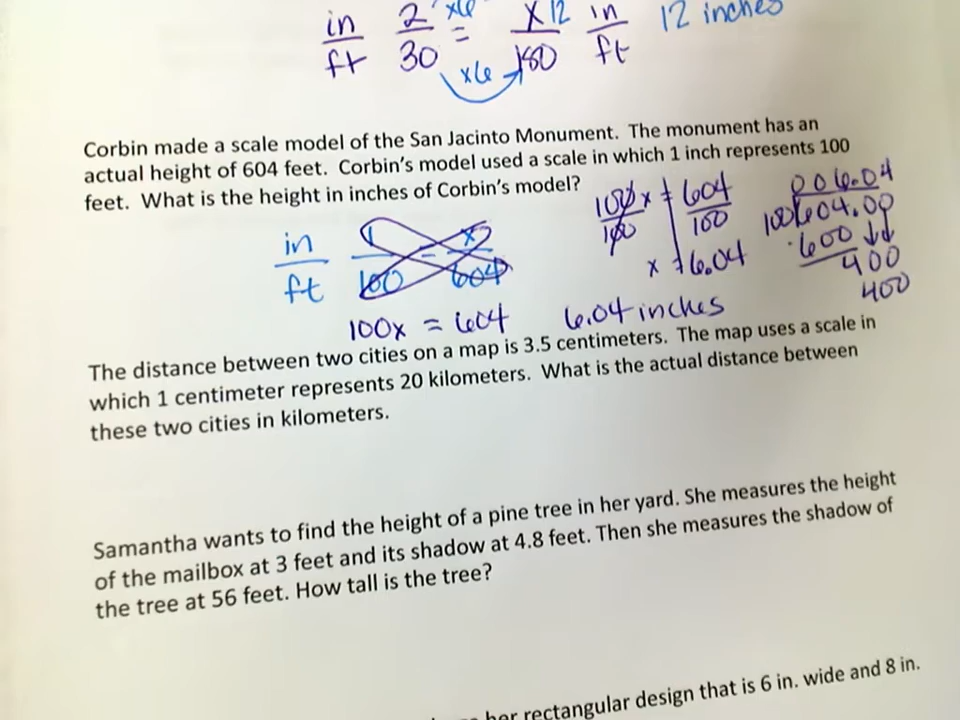 in 2 x6 x 12 in 12 inches
ft 30 = 180 ft
x6
Corbin made a scale model of the San Jacinto Monument. The monument has an
actual height of 604 feet. Corbin's model used a scale in which 1 inch represents 100
feet. What is the height in inches of Corbin's model?
100x = 604 006.04
100 100 100 604.00
in 1 = x 600
ft 100 604 x = 6.04 400
100x = 604 6.04 inches 400
The distance between two cities on a map is 3.5 centimeters. The map uses a scale in
which 1 centimeter represents 20 kilometers. What is the actual distance between
these two cities in kilometers.
Samantha wants to find the height of a pine tree in her yard. She measures the height
of the mailbox at 3 feet and its shadow at 4.8 feet. Then she measures the shadow of
the tree at 56 feet. How tall is the tree?
her rectangular design that is 6 in. wide and 8 in.